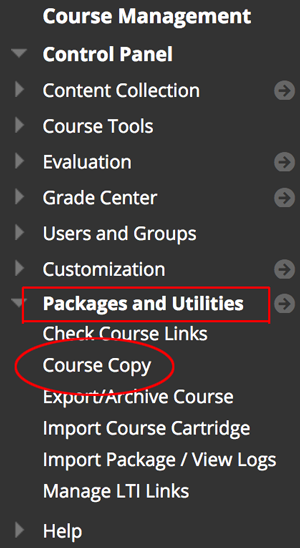 Course Management
Control Panel
Content Collection
Course Tools
Evaluation
Grade Center
Users and Groups
Customization
Packages and Utilities
Check Course Links
Course Copy
Export/Archive Course
Import Course Cartridge
Import Package / View Logs
Manage LTI Links
Help